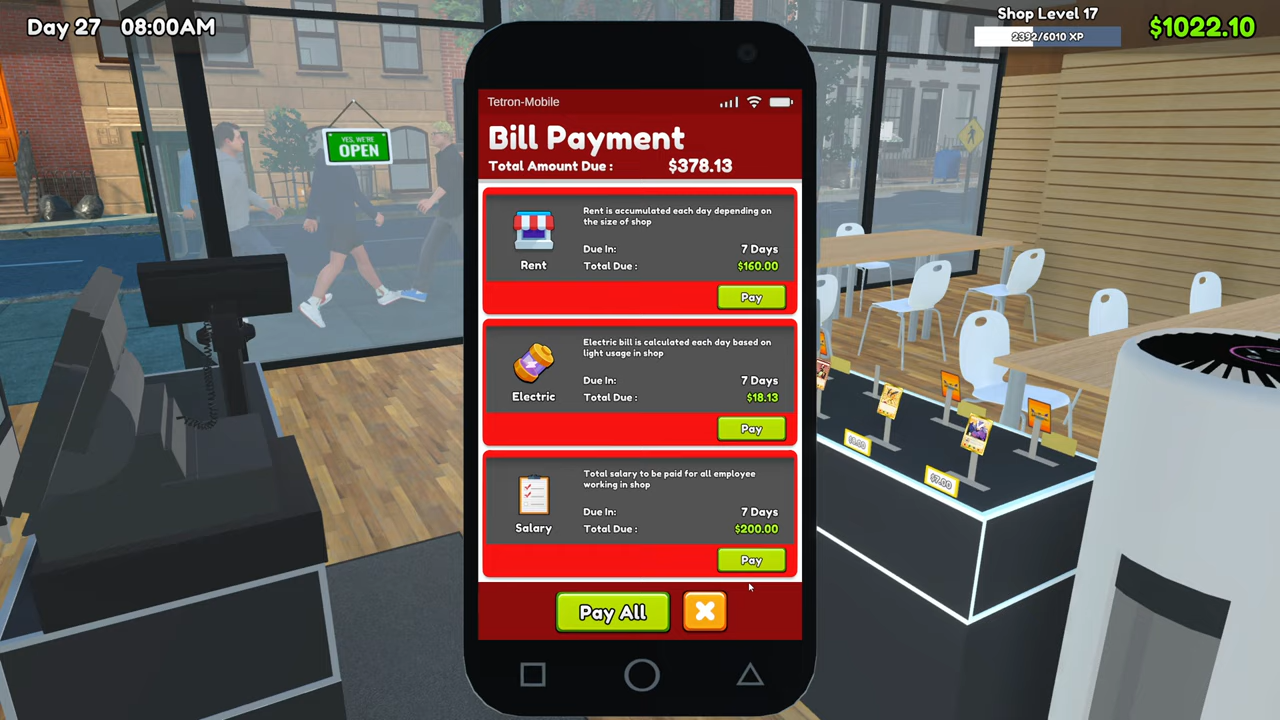 Day 27 08:00AM
Shop Level 17
2392/6010 XP
$1022.10
YES, WE'RE
OPEN
Tetron-Mobile
Bill Payment
Total Amount Due : $378.13
Rent is accumulated each day depending on
the size of shop
Due In: 7 Days
Total Due : $160.00
Rent
Pay
Electric bill is calculated each day based on
light usage in shop
Due In: 7 Days
Total Due : $18.13
Electric
Pay
Total salary to be paid for all employee
working in shop
Due In: 7 Days
Total Due : $200.00
Salary
Pay
Pay All
$7.00